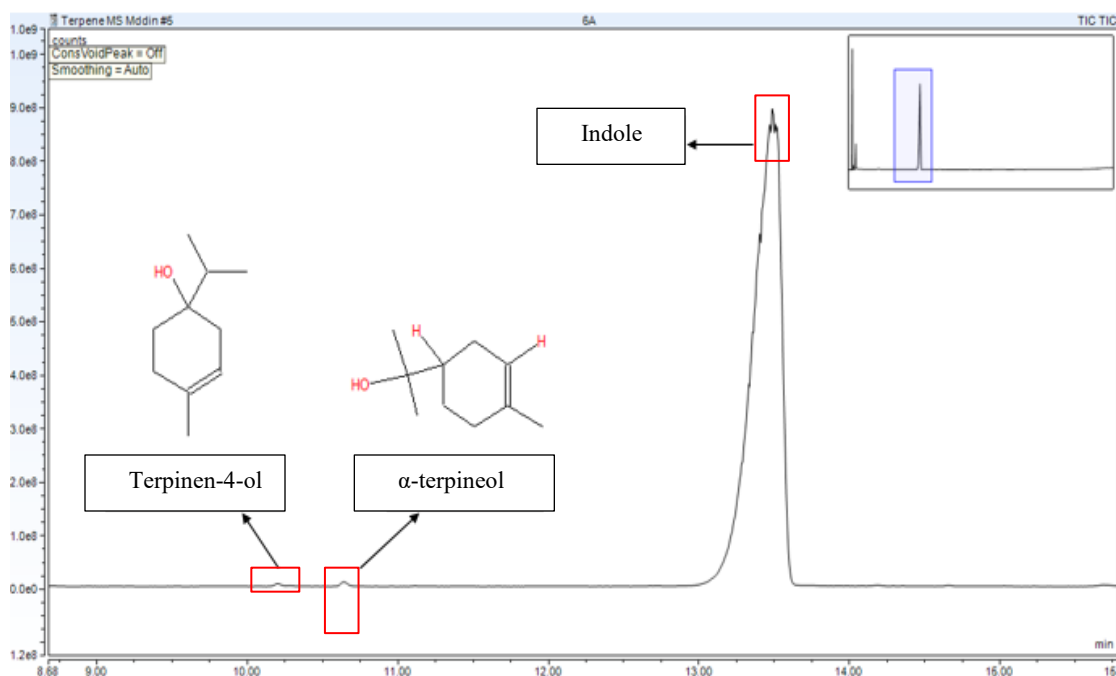 Terpene MS Mddin #5 6A TIC TIC
1.0e9
counts
1.0e9
ConsVoidPeak = Off
Smoothing = Auto
9.0e8
Indole
8.0e8
7.0e8
HO
6.0e8
5.0e8
H
H
HO
4.0e8
3.0e8
Terpinen-4-ol
α-terpineol
2.0e8
1.0e8
0.0e0
min
1.2e8
8.68 9.00 10.00 11.00 12.00 13.00 14.00 15.00